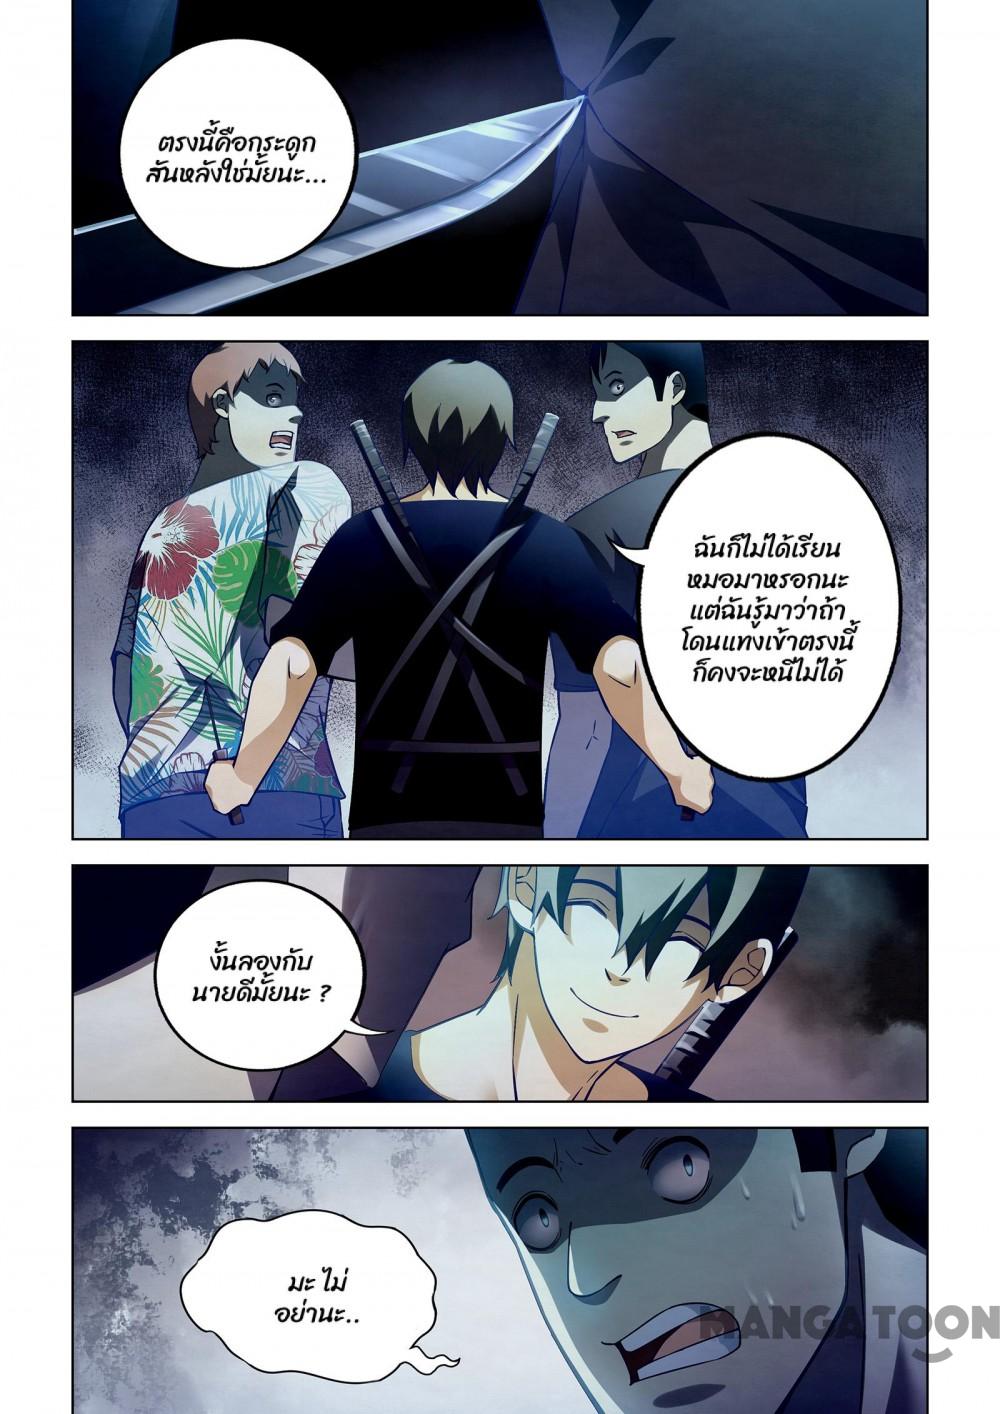 ตรงนี้คือกระดูก
สันหลังใช่มั้ยนะ...
ฉันก็ไม่ได้เรียน
หมอมาหรอกนะ
แต่ฉันรู้มาว่าถ้า
โดนแทงเข้าตรงนี้
ก็คงจะหนีไม่ได้
งั้นลองกับ
นายดีมั้ยนะ ?
มะ ไม่
อย่านะ..
MANGATOON